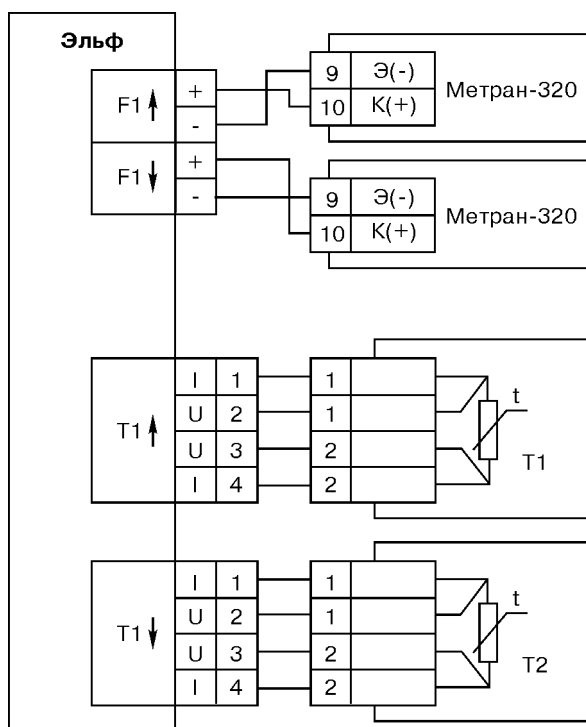 Эльф
F1 + 9 Э(-) Метран-320
- 10 К(+)
F1 + 9 Э(-) Метран-320
- 10 К(+)
T1 I 1 1 t
U 2 1
U 3 2 T1
I 4 2
T1 I 1 1 t
U 2 1
U 3 2 T2
I 4 2